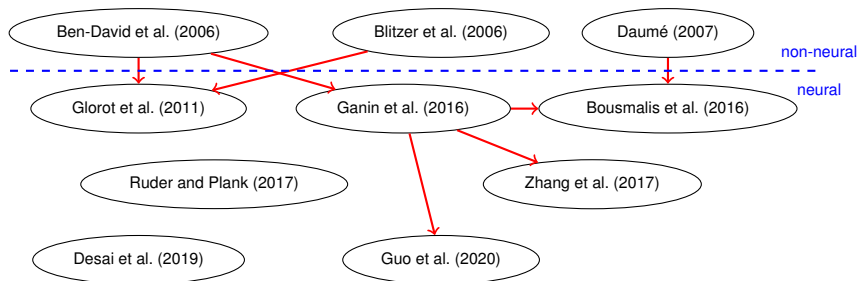 Ben-David et al. (2006)
Blitzer et al. (2006)
Daumé (2007)
non-neural
neural
Glorot et al. (2011)
Ganin et al. (2016)
Bousmalis et al. (2016)
Ruder and Plank (2017)
Zhang et al. (2017)
Desai et al. (2019)
Guo et al. (2020)